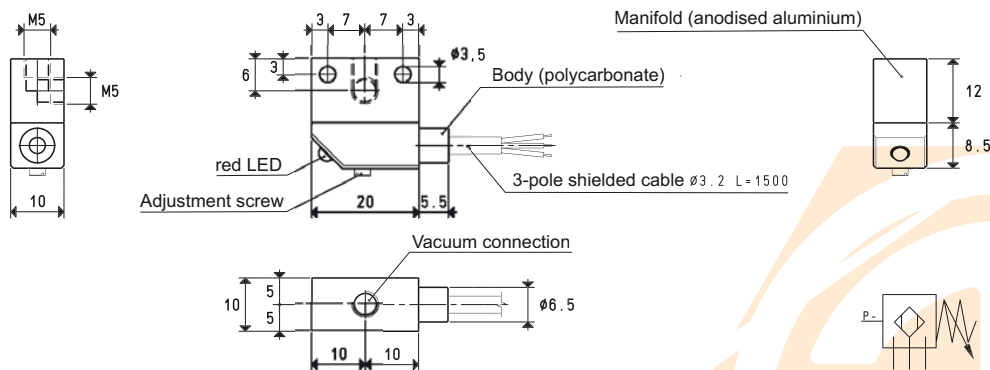 M5
M5
10
3
7
7
3
3
6
ø3,5
Body (polycarbonate)
red LED
Adjustment screw
3-pole shielded cable ø3.2 L=1500
20
5.5
Manifold (anodised aluminium)
12
8.5
Vacuum connection
10
5
5
ø6.5
10
10
P-